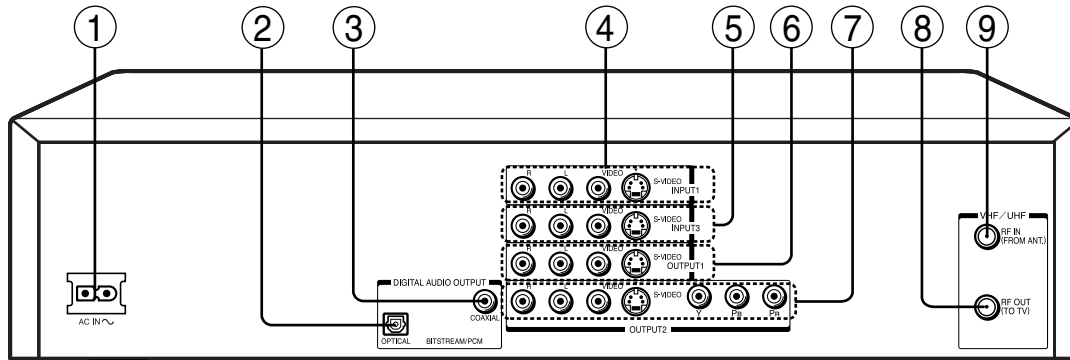 1 2 3 4 5 6 7 8 9
R L VIDEO S-VIDEO INPUT1
R L VIDEO S-VIDEO INPUT3
R L VIDEO S-VIDEO OUTPUT1
R L VIDEO S-VIDEO Y PB PR
OUTPUT2
AC IN
DIGITAL AUDIO OUTPUT
COAXIAL
OPTICAL BITSTREAM/PCM
VHF/UHF
RF IN
(FROM ANT.)
RF OUT
(TO TV)